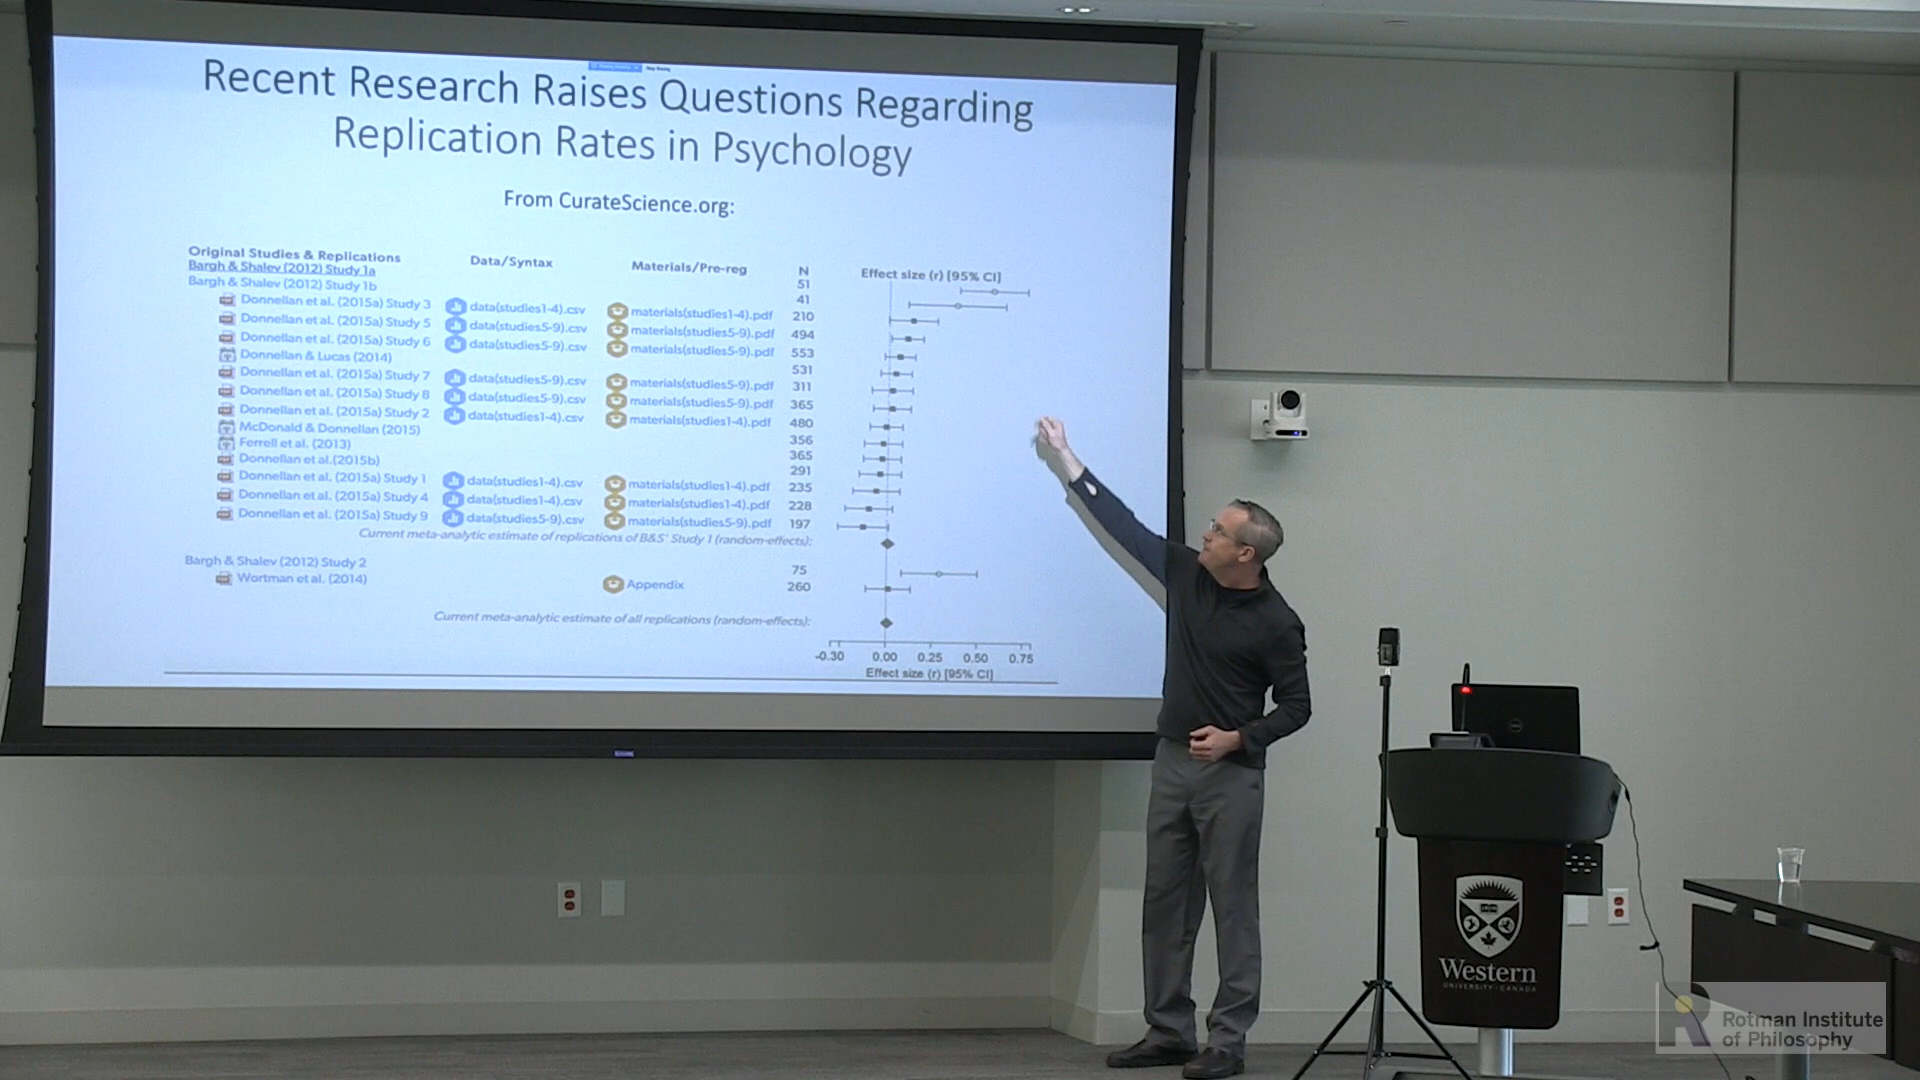 Recent Research Raises Questions Regarding
Replication Rates in Psychology
From CurateScience.org:
Original Studies & Replications Data/Syntax Materials/Pre-reg N Effect size (r) [95% CI]
Bargh & Shalev (2012) Study 1a 51
Bargh & Shalev (2012) Study 1b 41
Donnellan et al. (2015a) Study 3 data(studies1-4).csv materials(studies1-4).pdf 210
Donnellan et al. (2015a) Study 5 data(studies5-9).csv materials(studies5-9).pdf 494
Donnellan et al. (2015a) Study 6 data(studies5-9).csv materials(studies5-9).pdf 553
Donnellan & Lucas (2014) 531
Donnellan et al. (2015a) Study 7 data(studies5-9).csv materials(studies5-9).pdf 311
Donnellan et al. (2015a) Study 8 data(studies5-9).csv materials(studies5-9).pdf 365
Donnellan et al. (2015a) Study 2 data(studies1-4).csv materials(studies1-4).pdf 480
McDonald & Donnellan (2015) 356
Ferrell et al. (2013) 365
Donnellan et al.(2015b) 291
Donnellan et al. (2015a) Study 1 data(studies1-4).csv materials(studies1-4).pdf 235
Donnellan et al. (2015a) Study 4 data(studies1-4).csv materials(studies1-4).pdf 228
Donnellan et al. (2015a) Study 9 data(studies5-9).csv materials(studies5-9).pdf 197
Current meta-analytic estimate of replications of B&S' Study 1 (random-effects):
Bargh & Shalev (2012) Study 2 75
Wortman et al. (2014) Appendix 260
Current meta-analytic estimate of all replications (random-effects):
-0.30 0.00 0.25 0.50 0.75
Effect size (r) [95% CI]
Western
UNIVERSITY · CANADA
Rotman Institute
of Philosophy